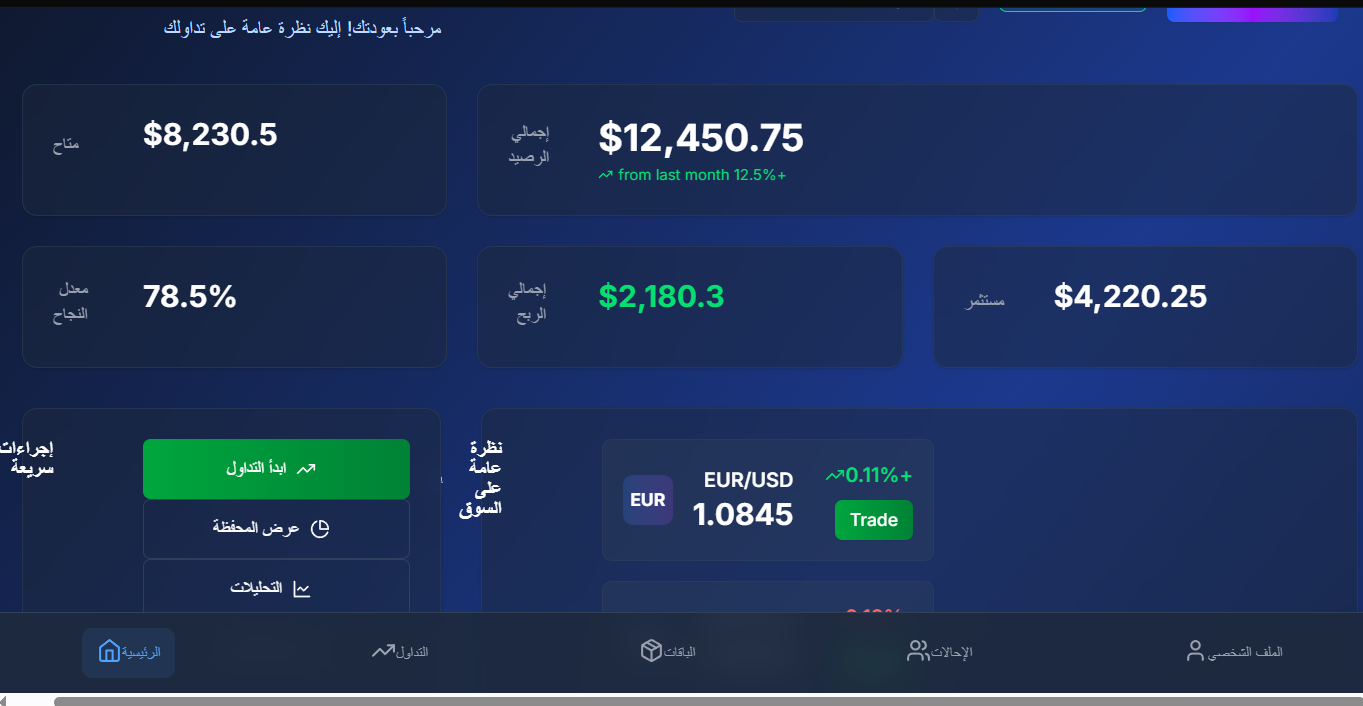 مرحباً بعودتك! إليك نظرة عامة على تداولك
إجمالي
الرصيد
$12,450.75
from last month 12.5%+
متاح
$8,230.5
مستثمر
$4,220.25
إجمالي
الربح
$2,180.3
معدل
النجاح
78.5%
نظرة
عامة
على
السوق
EUR
EUR/USD
1.0845
0.11%+
Trade
إجراءات
سريعة
ابدأ التداول
عرض المحفظة
التحليلات
الملف الشخصي
الإحالات
الباقات
التداول
الرئيسية